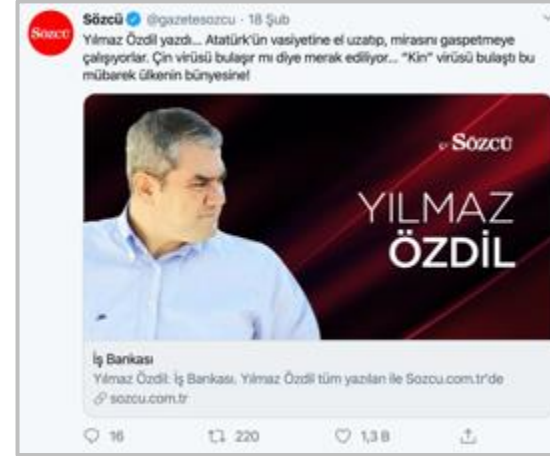 Sözcü @gazetesozcu · 18 Şub
Yılmaz Özdil yazdı... Atatürk'ün vasiyetine el uzatıp, mirasını gaspetmeye
çalışıyorlar. Çin virüsü bulaşır mı diye merak ediliyor... "Kin" virüsü bulaştı bu
mübarek ülkenin bünyesine!
Sözcü
SÖZCÜ
YILMAZ
ÖZDİL
İş Bankası
Yılmaz Özdil: İş Bankası. Yılmaz Özdil tüm yazıları ile Sozcu.com.tr'de
sozcu.com.tr
16 220 1,3 B